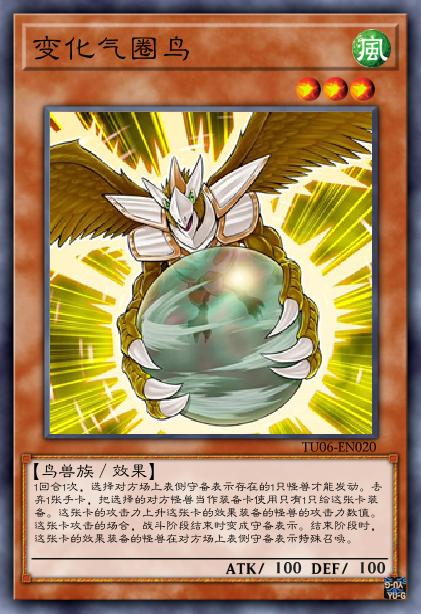 变化气圈鸟
風
TU06-EN020
【鸟兽族／效果】
1回合1次，选择对方场上表侧守备表示存在的1只怪兽才能发动。丢
弃1张手卡，把选择的对方怪兽当作装备卡使用只有1只给这张卡装
备。这张卡的攻击力上升这张卡的效果装备的怪兽的攻击力数值。
这张卡攻击的场合，战斗阶段结束时变成守备表示。结束阶段时，
这张卡的效果装备的怪兽在对方场上表侧守备表示特殊召唤。
ATK/ 100 DEF/ 100